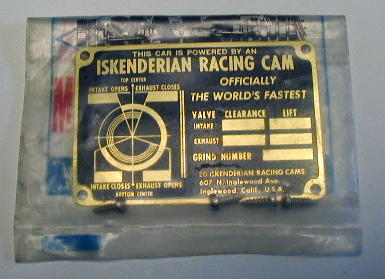 THIS CAR IS POWERED BY AN
ISKENDERIAN RACING CAM
TOP CENTER
INTAKE OPENS EXHAUST CLOSES
OFFICIALLY
THE WORLD'S FASTEST
VALVE CLEARANCE LIFT
INTAKE
EXHAUST
GRIND NUMBER
INTAKE CLOSES EXHAUST OPENS
BOTTOM CENTER
ED ISKENDERIAN RACING CAMS
607 N. Inglewood Ave.
Inglewood, Calif., U.S.A.